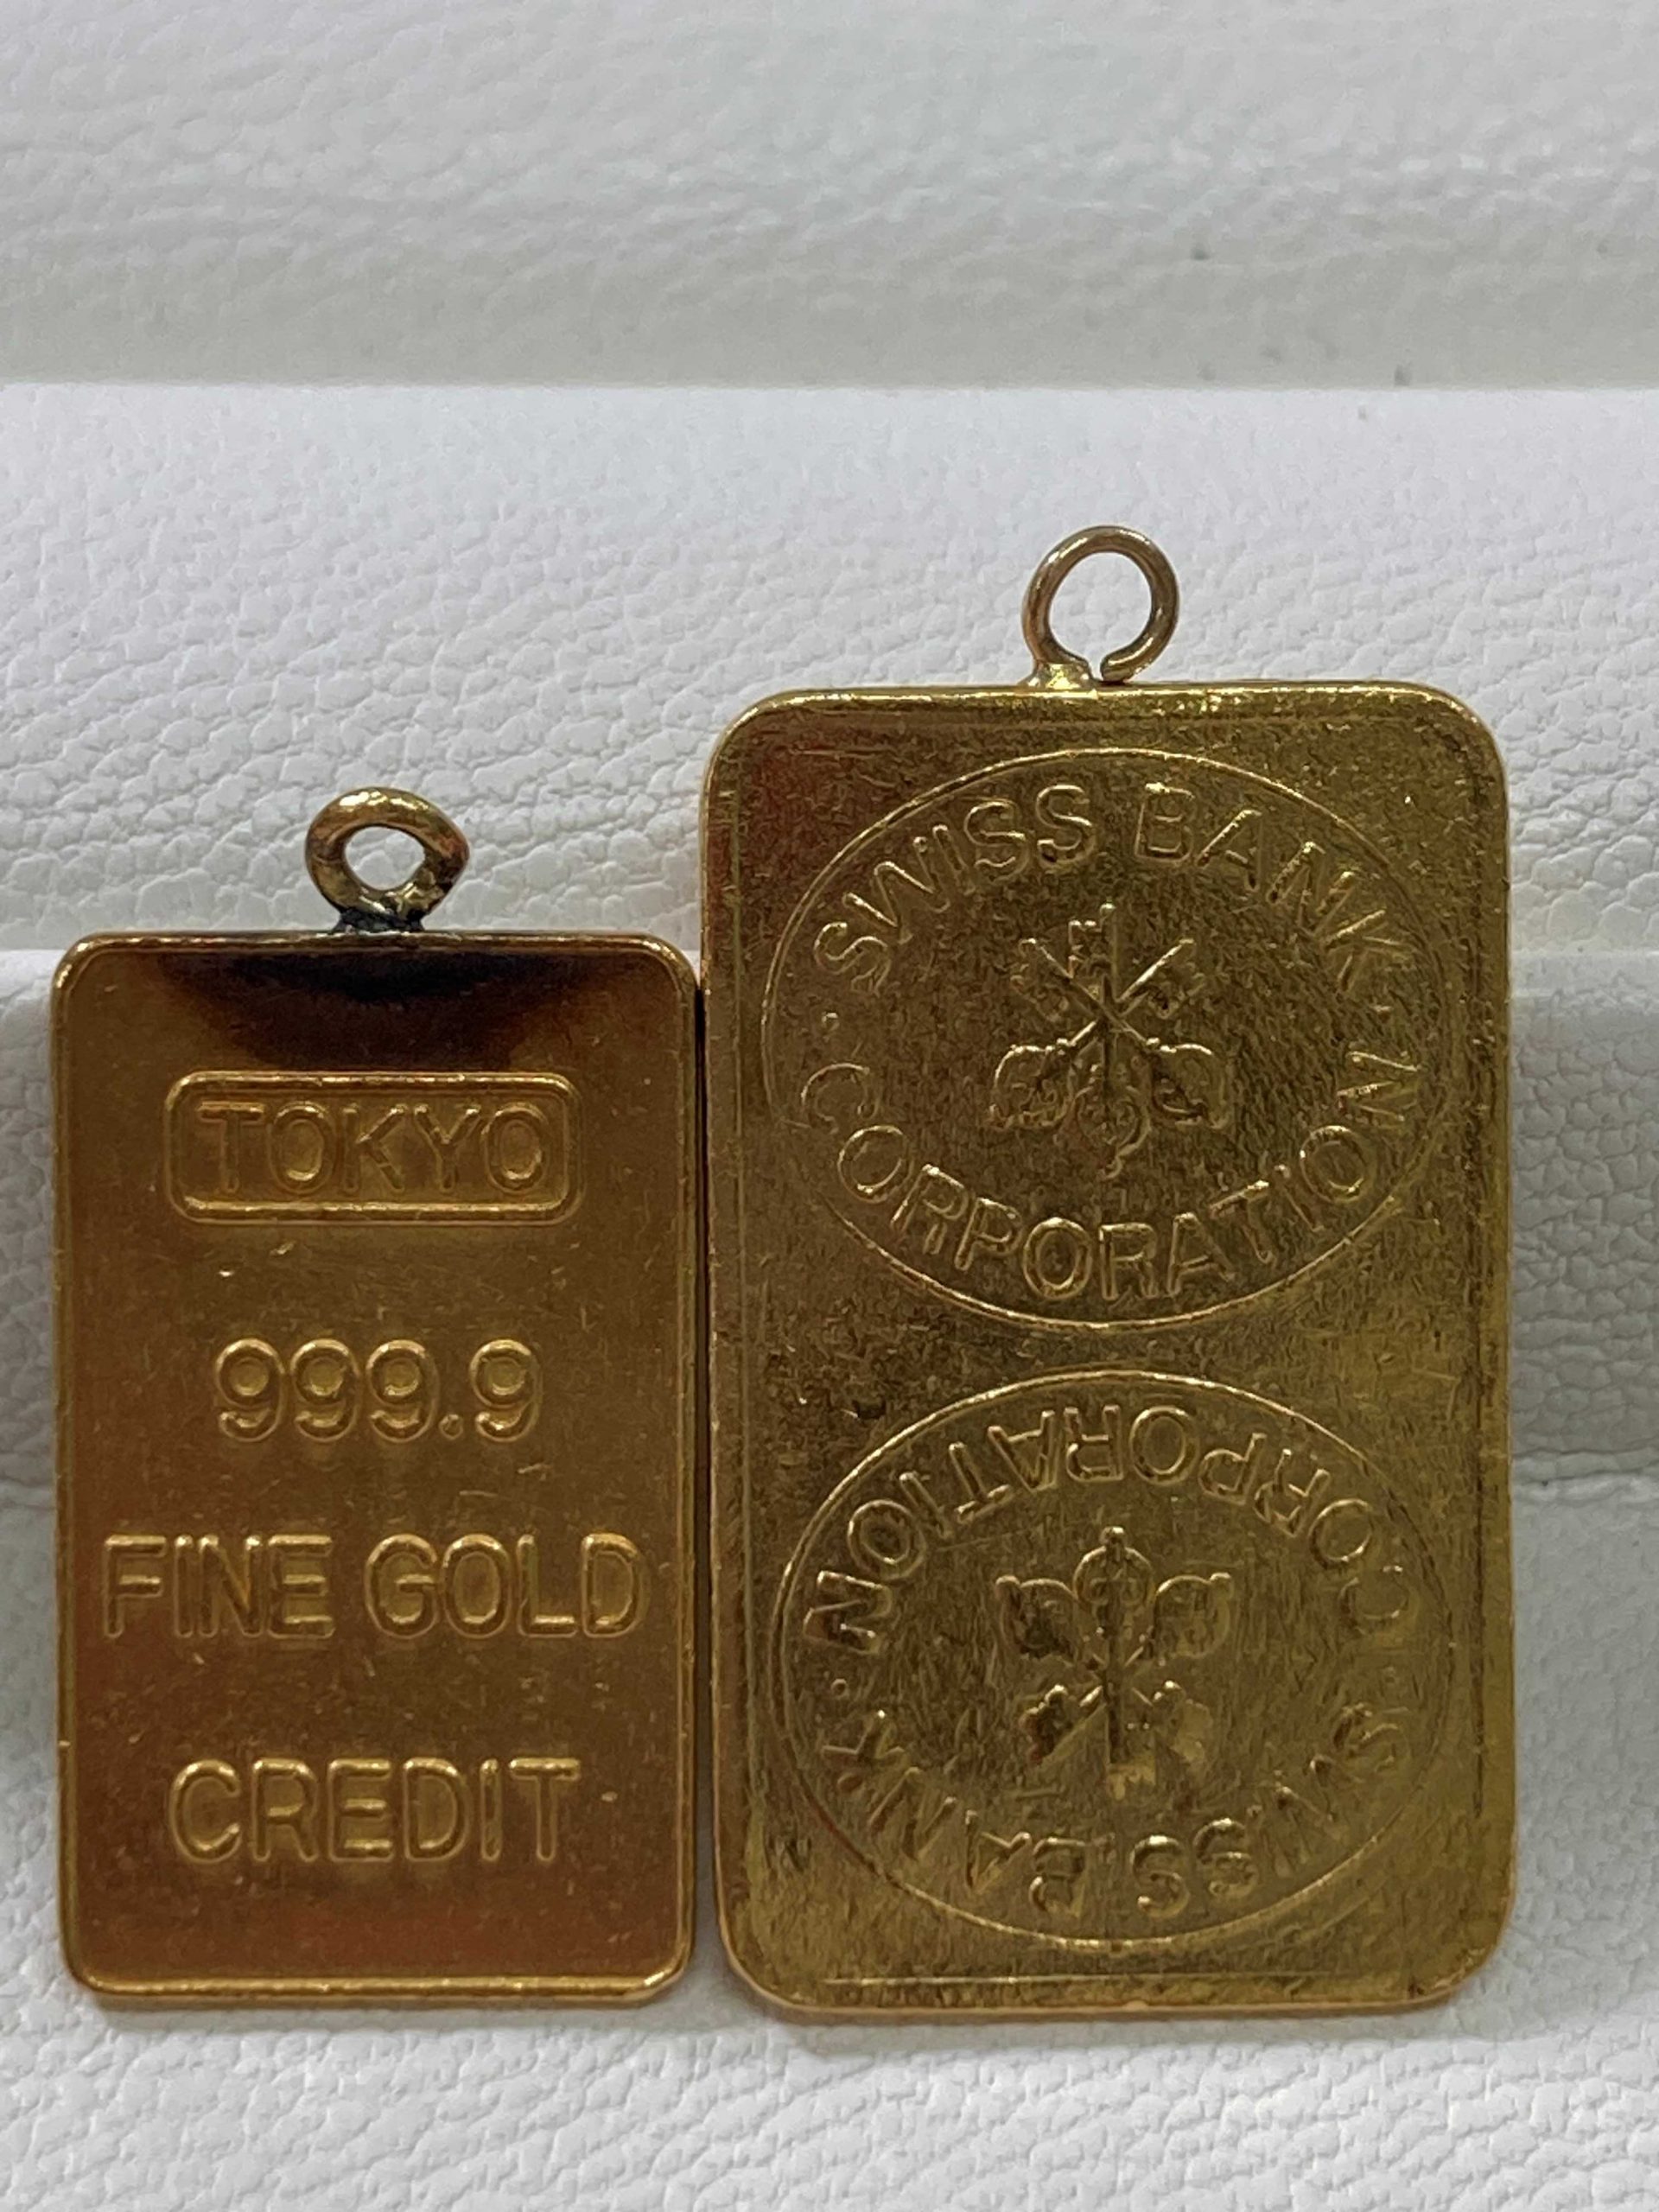 TOKYO
999.9
FINE GOLD
CREDIT
· SWISS BANK ·
CORPORATION
· SWISS BANK ·
CORPORATION